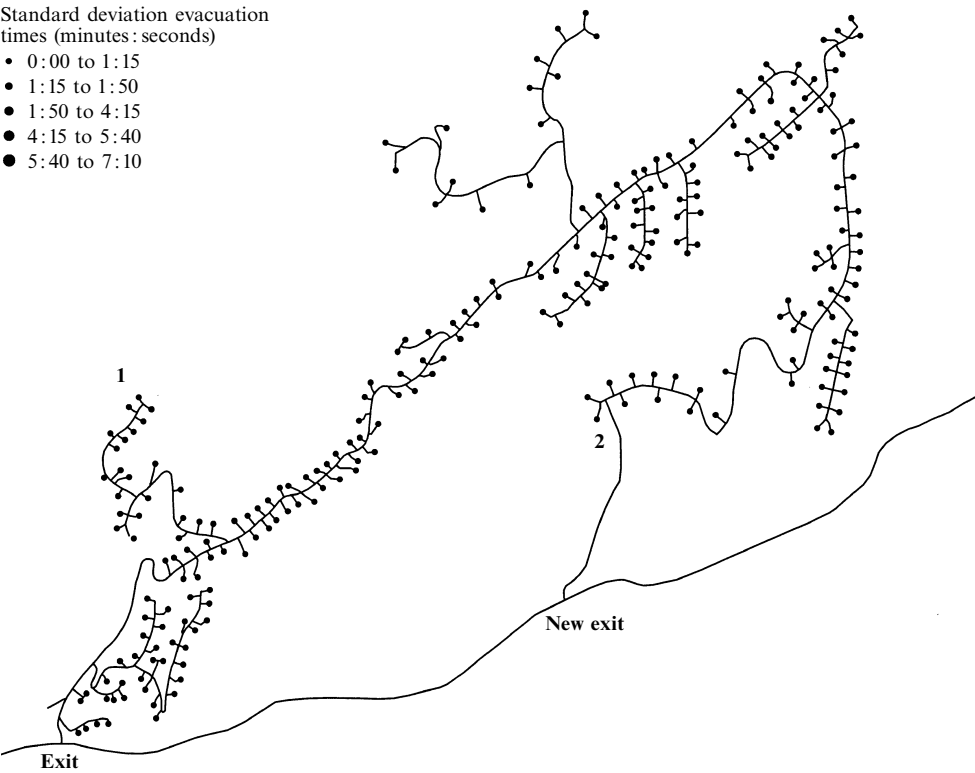 Standard deviation evacuation
times (minutes:seconds)
0:00 to 1:15
1:15 to 1:50
1:50 to 4:15
4:15 to 5:40
5:40 to 7:10
1
2
New exit
Exit